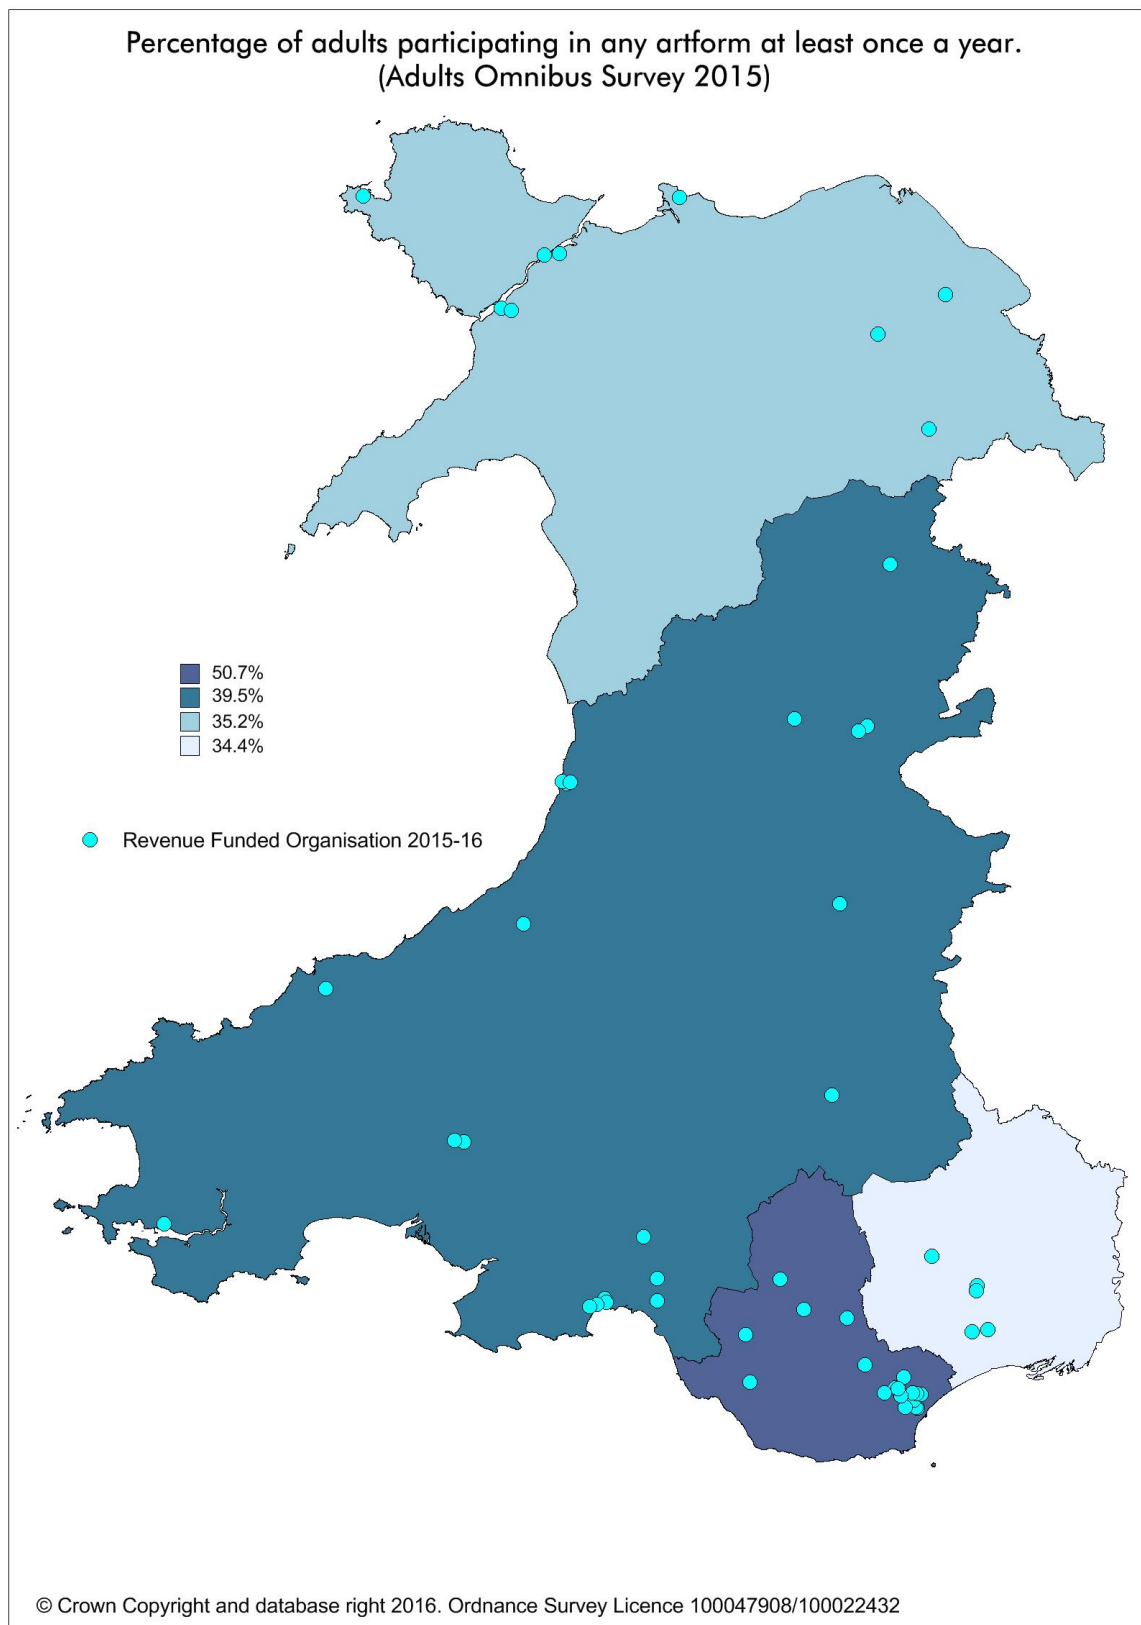 Percentage of adults participating in any artform at least once a year.
(Adults Omnibus Survey 2015)
50.7%
39.5%
35.2%
34.4%
Revenue Funded Organisation 2015-16
© Crown Copyright and database right 2016. Ordnance Survey Licence 100047908/100022432